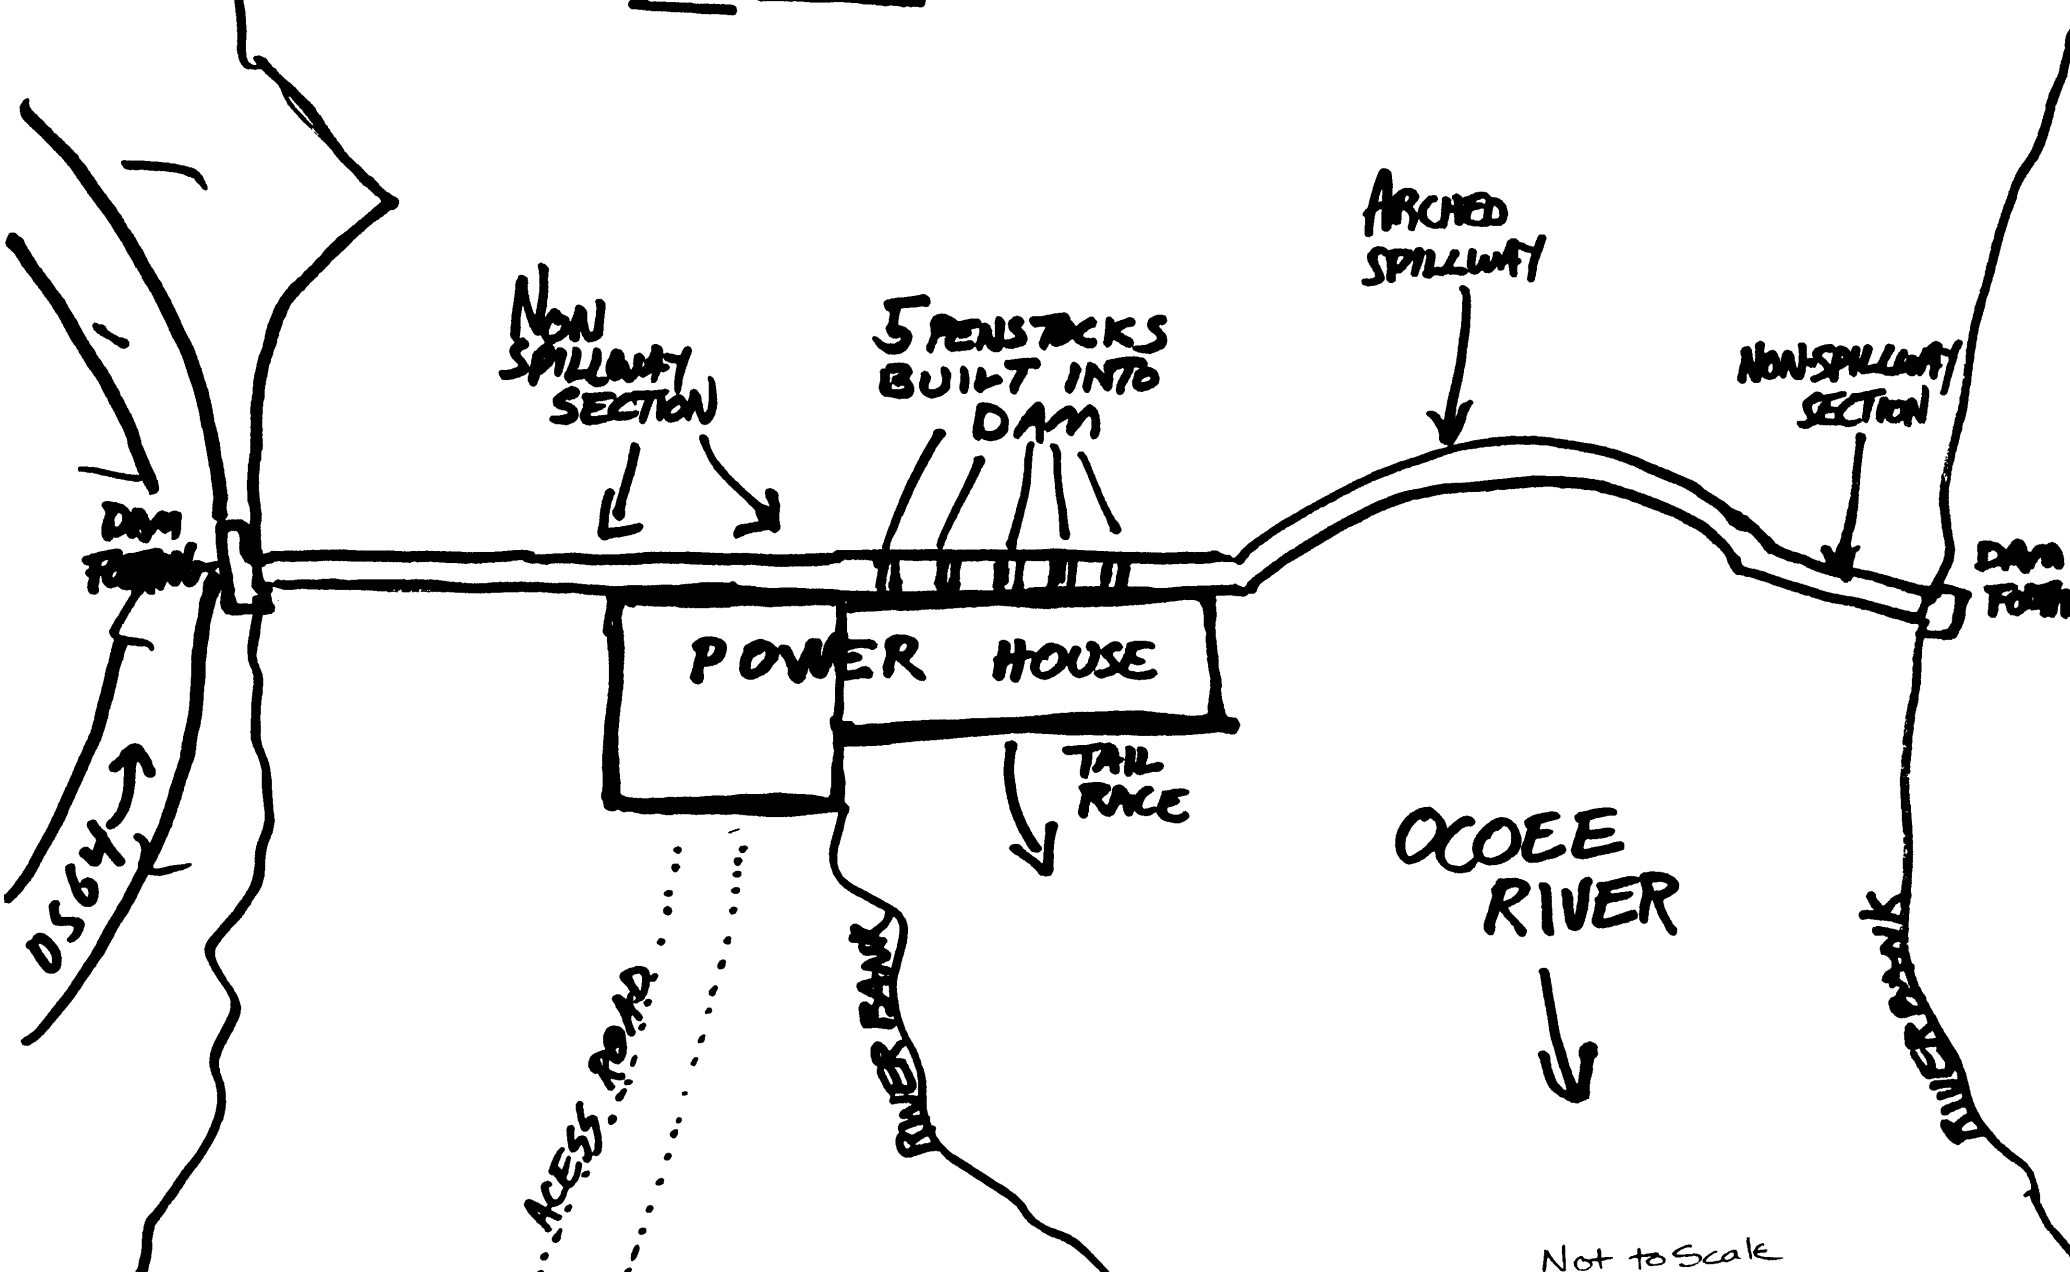 ARCHED
SPILLWAY
NON
SPILLWAY
SECTION
5 PENSTOCKS
BUILT INTO
DAM
NON-SPILLWAY
SECTION
DAM
DAM
POWER HOUSE
TAIL
RACE
OCOEE
RIVER
US64
ACESS ROAD
RIVER BANK
RIVER BANK
Not to Scale